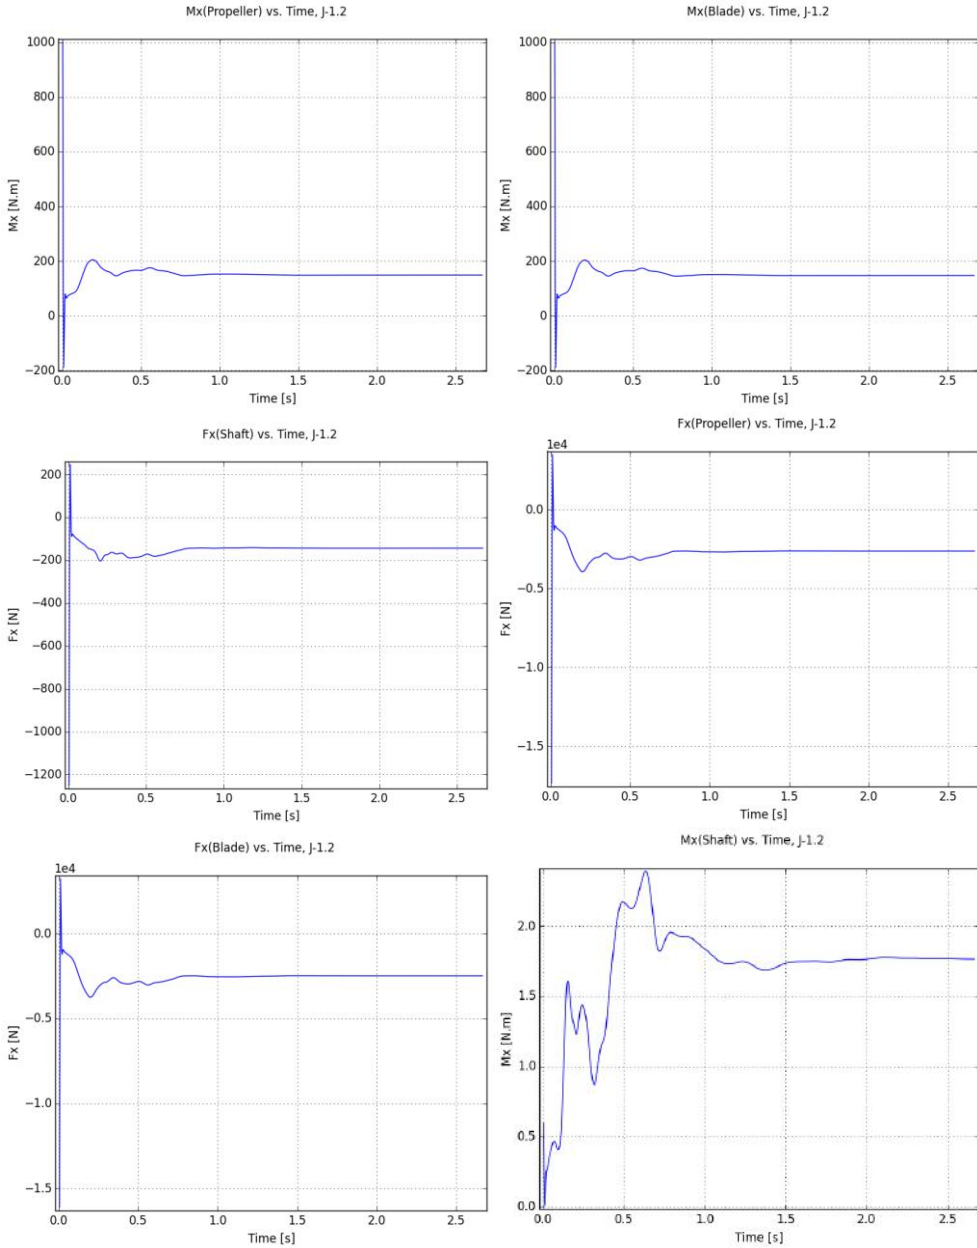 Mx(Propeller) vs. Time, J-1.2
1000
800
600
400
200
0
−200
Mx [N.m]
0.0 0.5 1.0 1.5 2.0 2.5
Time [s]
Mx(Blade) vs. Time, J-1.2
1000
800
600
400
200
0
−200
Mx [N.m]
0.0 0.5 1.0 1.5 2.0 2.5
Time [s]
Fx(Shaft) vs. Time, J-1.2
200
0
−200
−400
−600
−800
−1000
−1200
Fx [N]
0.0 0.5 1.0 1.5 2.0 2.5
Time [s]
Fx(Propeller) vs. Time, J-1.2
1e4
0.0
−0.5
−1.0
−1.5
Fx [N]
0.0 0.5 1.0 1.5 2.0 2.5
Time [s]
Fx(Blade) vs. Time, J-1.2
1e4
0.0
−0.5
−1.0
−1.5
Fx [N]
0.0 0.5 1.0 1.5 2.0 2.5
Time [s]
Mx(Shaft) vs. Time, J-1.2
2.0
1.5
1.0
0.5
0.0
Mx [N.m]
0.0 0.5 1.0 1.5 2.0 2.5
Time [s]